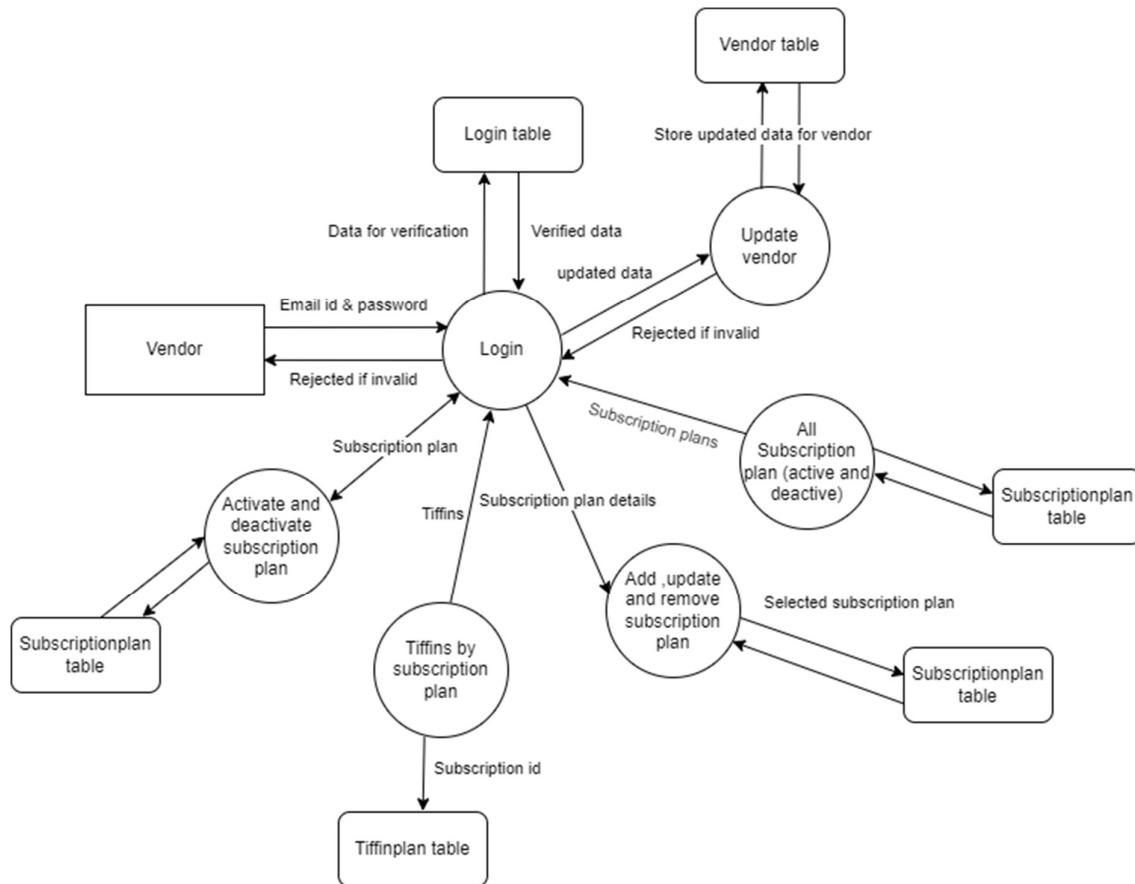 Vendor table
Login table
Store updated data for vendor
Data for verification
Verified data
Update
vendor
updated data
Email id & password
Vendor
Login
Rejected if invalid
Rejected if invalid
Subscription plans
All
Subscription
plan (active and
deactive)
Subscription plan
Subscriptionplan
table
Activate and
deactivate
subscription
plan
Tiffins
Subscription plan details
Add ,update
and remove
subscription
plan
Selected subscription plan
Subscriptionplan
table
Tiffins by
subscription
plan
Subscriptionplan
table
Subscription id
Tiffinplan table